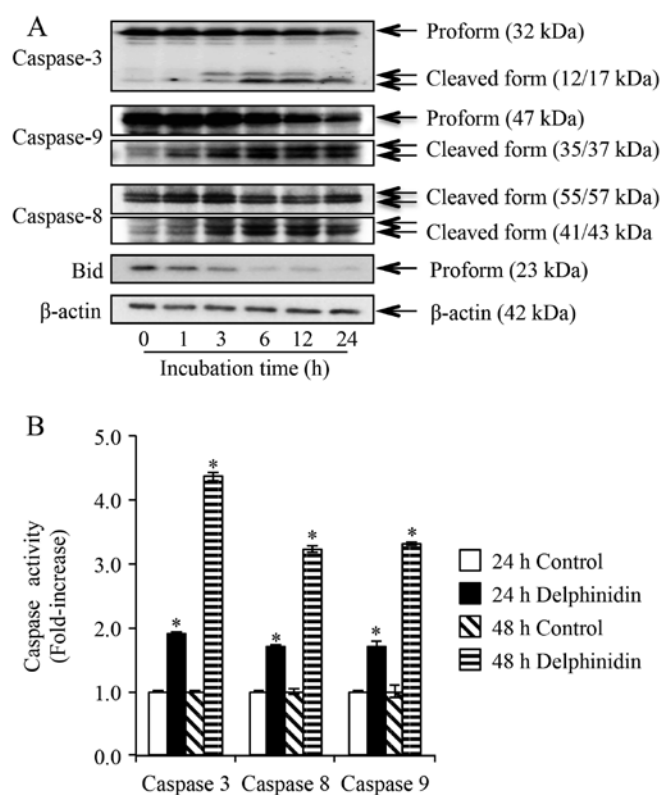 A
Caspase-3
Proform (32 kDa)
Cleaved form (12/17 kDa)
Caspase-9
Proform (47 kDa)
Cleaved form (35/37 kDa)
Caspase-8
Cleaved form (55/57 kDa)
Cleaved form (41/43 kDa
Bid
Proform (23 kDa)
β-actin
β-actin (42 kDa)
0 1 3 6 12 24
Incubation time (h)
B
Caspase activity
(Fold-increase)
5.0
4.0
3.0
2.0
1.0
0.0
* * * * * *
Caspase 3 Caspase 8 Caspase 9
24 h Control
24 h Delphinidin
48 h Control
48 h Delphinidin